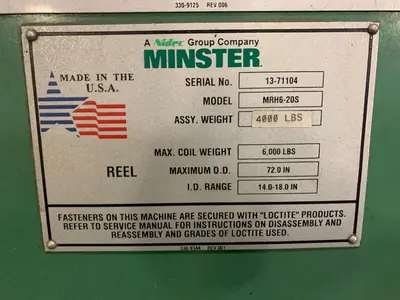 330-9125 REV 006
A Nidec Group Company
MINSTER
MADE IN THE
U.S.A.
SERIAL No. 13-71104
MODEL MRH6-20S
ASSY. WEIGHT 4000 LBS
REEL
MAX. COIL WEIGHT 6,000 LBS
MAXIMUM O.D. 72.0 IN
I.D. RANGE 14.0-18.0 IN
FASTENERS ON THIS MACHINE ARE SECURED WITH "LOCTITE" PRODUCTS.
REFER TO SERVICE MANUAL FOR INSTRUCTIONS ON DISASSEMBLY AND
REASSEMBLY AND GRADES OF LOCTITE USED.
REV 001